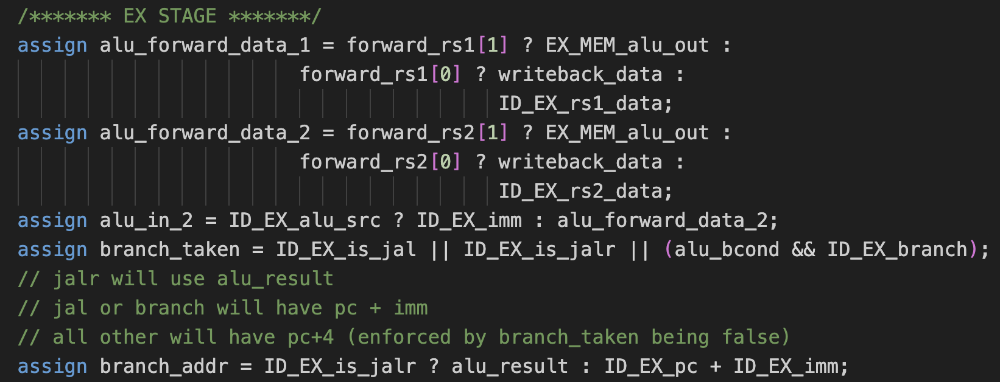 /******* EX STAGE *******/
assign alu_forward_data_1 = forward_rs1[1] ? EX_MEM_alu_out :
forward_rs1[0] ? writeback_data :
ID_EX_rs1_data;
assign alu_forward_data_2 = forward_rs2[1] ? EX_MEM_alu_out :
forward_rs2[0] ? writeback_data :
ID_EX_rs2_data;
assign alu_in_2 = ID_EX_alu_src ? ID_EX_imm : alu_forward_data_2;
assign branch_taken = ID_EX_is_jal || ID_EX_is_jalr || (alu_bcond && ID_EX_branch);
// jalr will use alu_result
// jal or branch will have pc + imm
// all other will have pc+4 (enforced by branch_taken being false)
assign branch_addr = ID_EX_is_jalr ? alu_result : ID_EX_pc + ID_EX_imm;